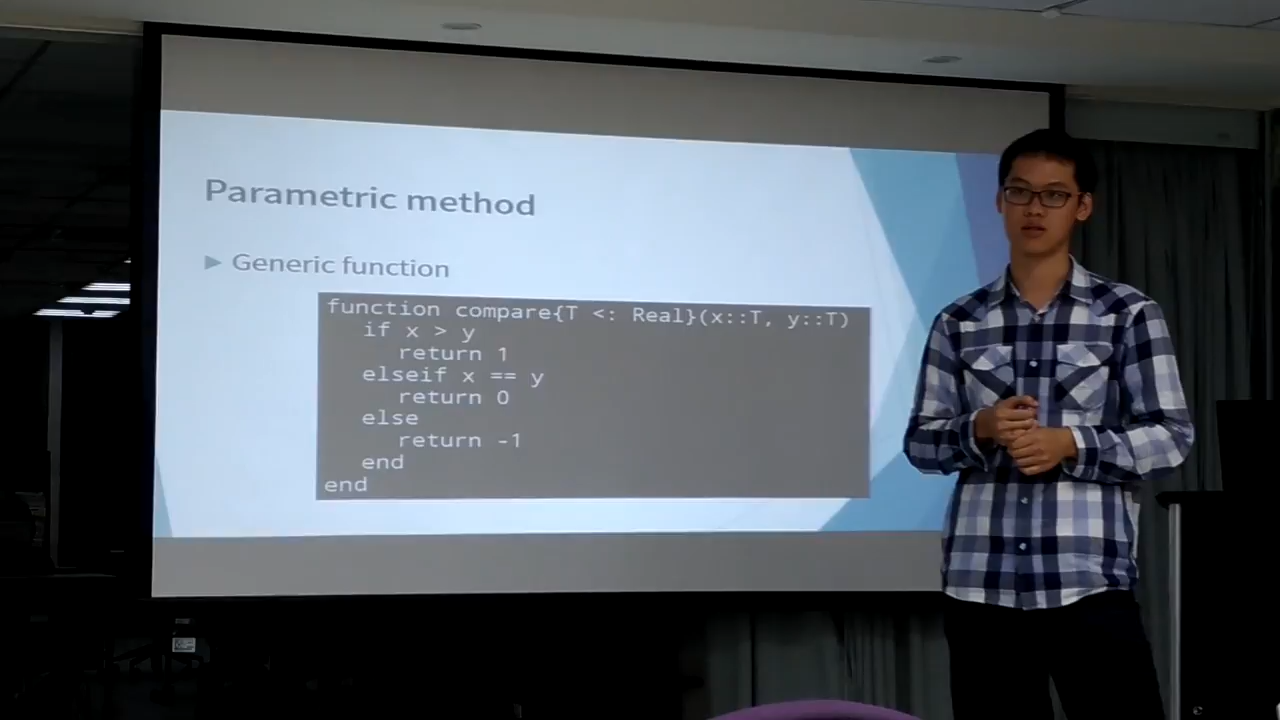 Parametric method
Generic function
function compare{T <: Real}(x::T, y::T)
if x > y
return 1
elseif x == y
return 0
else
return -1
end
end